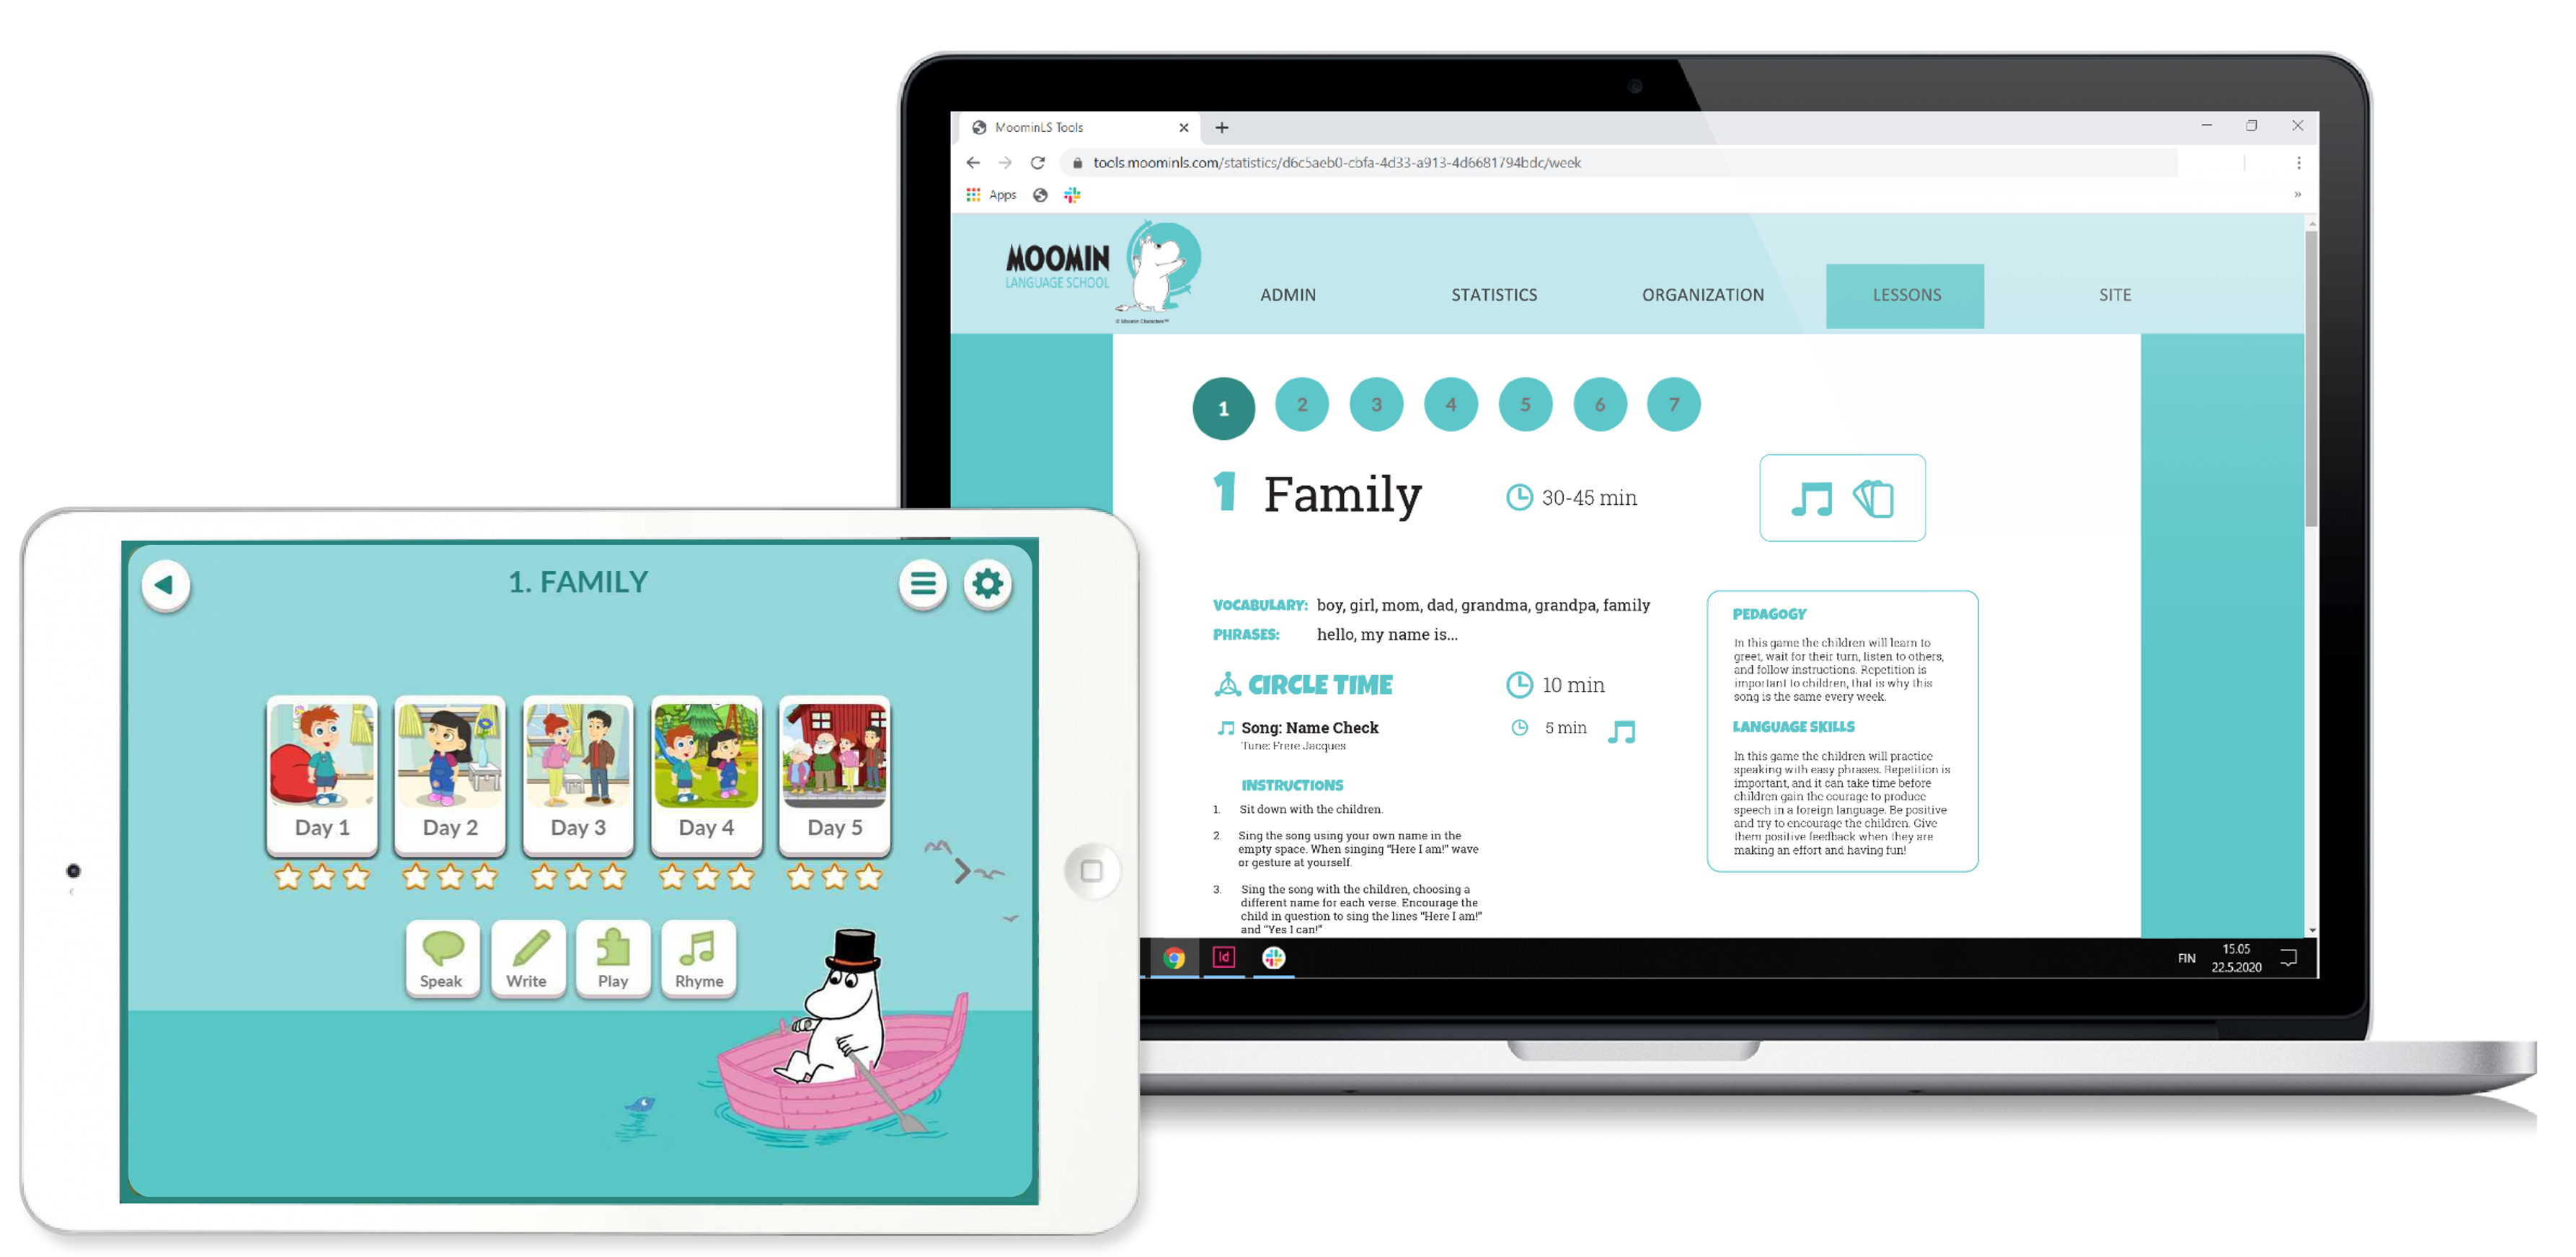 MoominLS Tools
tools.moominls.com/statistics/d6c5aeb0-cbfa-4d33-a913-4d6681794bdc/week
Apps
MOOMIN
LANGUAGE SCHOOL
© Moomin Characters™
ADMIN STATISTICS ORGANIZATION LESSONS SITE
1 2 3 4 5 6 7
1 Family 30-45 min
VOCABULARY: boy, girl, mom, dad, grandma, grandpa, family
PHRASES: hello, my name is...
CIRCLE TIME 10 min
Song: Name Check 5 min
Tune: Frere Jacques
INSTRUCTIONS
1. Sit down with the children.
2. Sing the song using your own name in the
empty space. When singing "Here I am!" wave
or gesture at yourself.
3. Sing the song with the children, choosing a
different name for each verse. Encourage the
child in question to sing the lines "Here I am!"
and "Yes I can!"
PEDAGOGY
In this game the children will learn to
greet, wait for their turn, listen to others,
and follow instructions. Repetition is
important to children, that is why this
song is the same every week.
LANGUAGE SKILLS
In this game the children will practice
speaking with easy phrases. Repetition is
important, and it can take time before
children gain the courage to produce
speech in a foreign language. Be positive
and try to encourage the children. Give
them positive feedback when they are
making an effort and having fun!
Id
FIN
15.05
22.5.2020
1. FAMILY
Day 1 Day 2 Day 3 Day 4 Day 5
Speak Write Play Rhyme